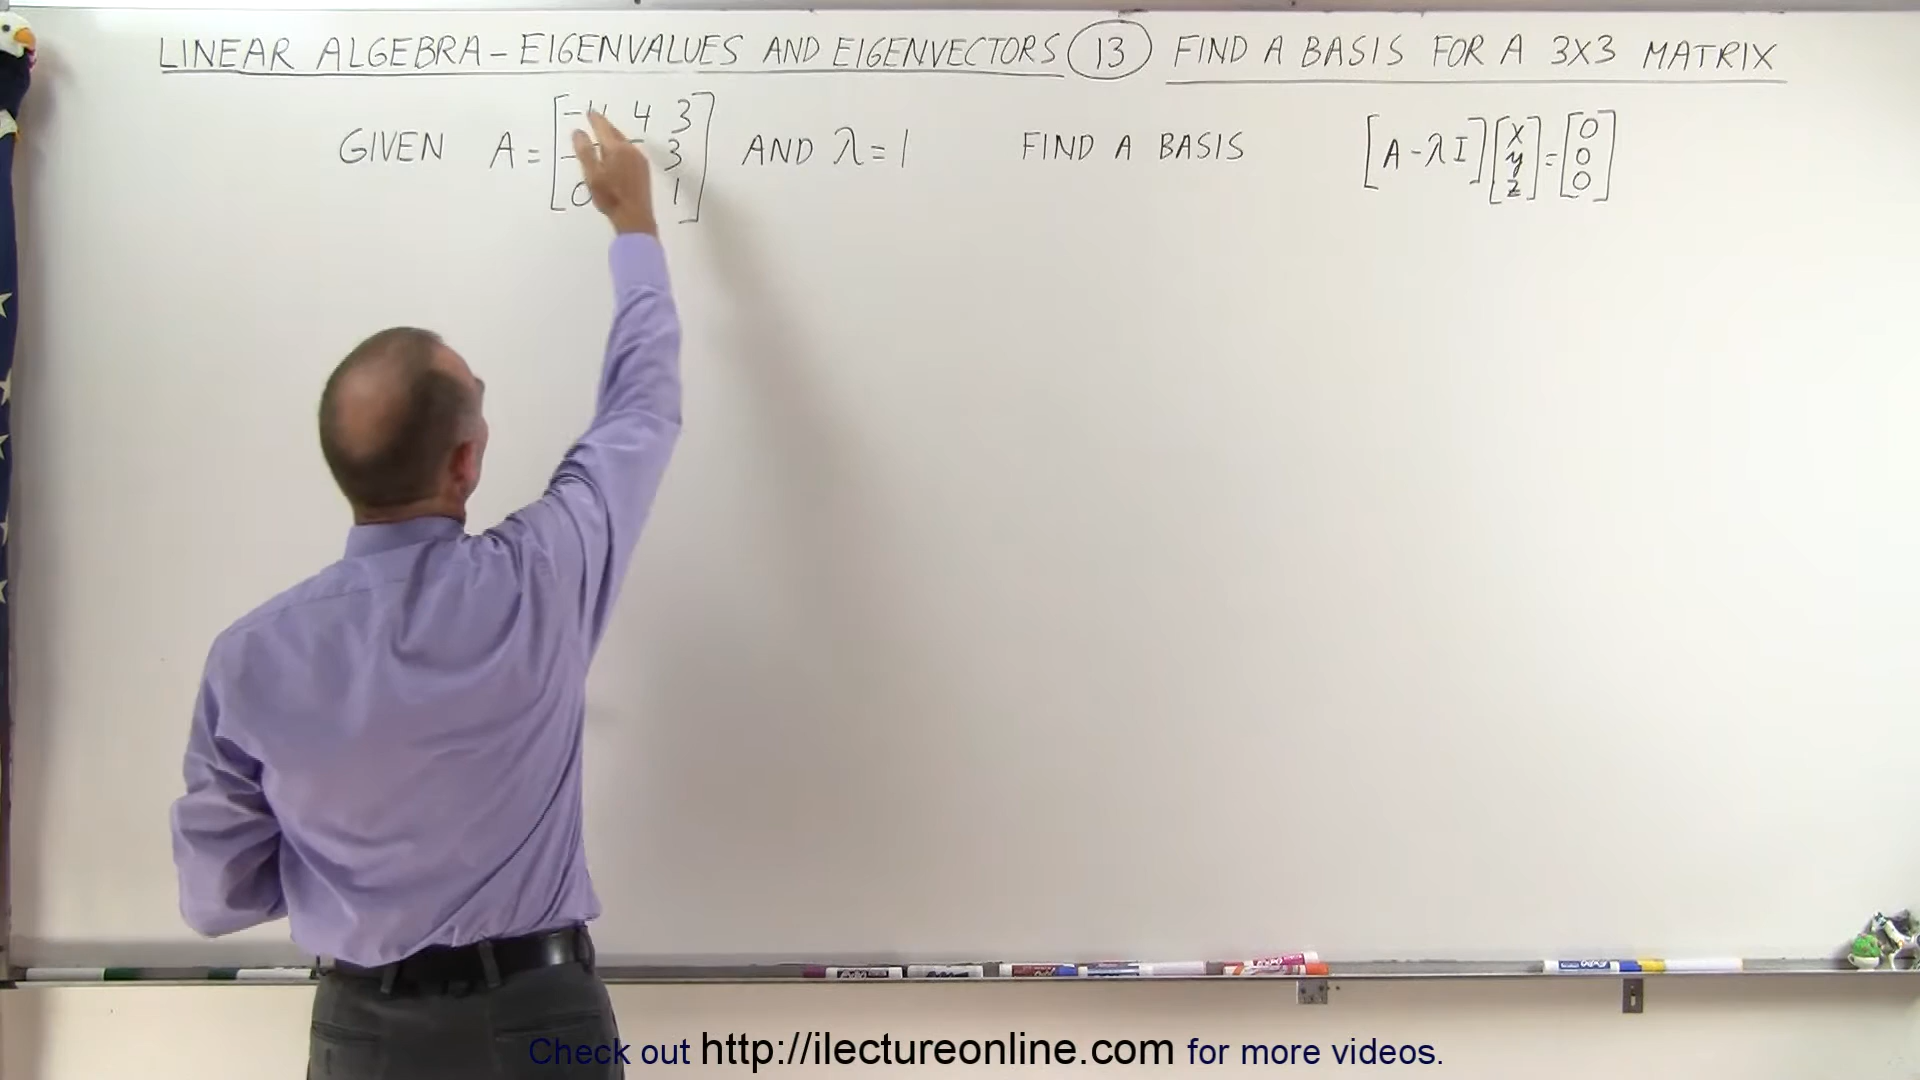 LINEAR ALGEBRA – EIGENVALUES AND EIGENVECTORS 13 FIND A BASIS FOR A 3X3 MATRIX
GIVEN A = [ 4 3 AND λ = 1 FIND A BASIS [A - λI] [x y z] = [0 0 0]
3
0 1 ]
Check out http://ilectureonline.com for more videos.